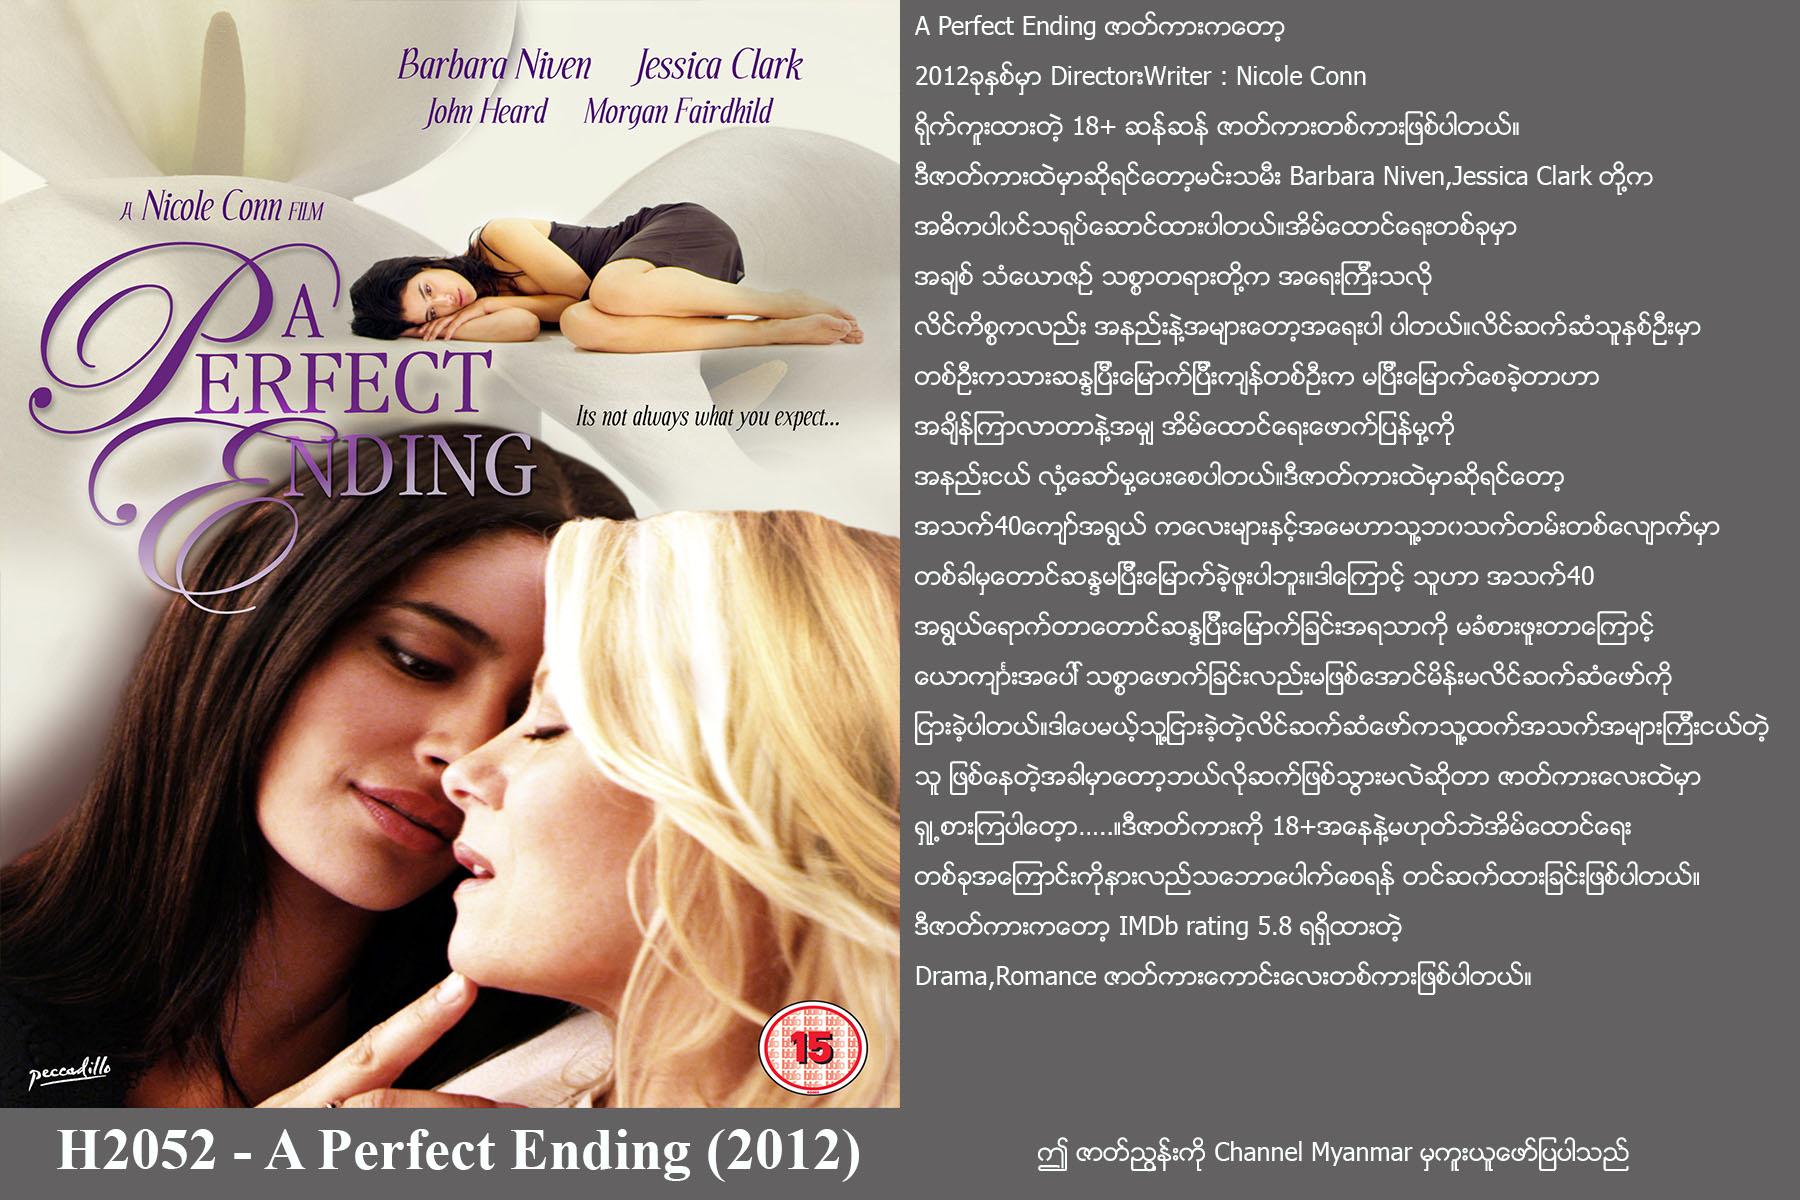 Barbara Niven Jessica Clark
John Heard Morgan Fairdhild
A Nicole Conn FILM
A
PERFECT
ENDING
Its not always what you expect...
15
peccadillo
H2052 - A Perfect Ending (2012)
A Perfect Ending ဇာတ်ကားကတော့
2012ခုနှစ်မှာ Director:Writer : Nicole Conn
ရိုက်ကူးထားတဲ့ 18+ ဆန်ဆန် ဇာတ်ကားတစ်ကားဖြစ်ပါတယ်။
ဒီဇာတ်ကားထဲမှာဆိုရင်တော့မင်းသမီး Barbara Niven,Jessica Clark တို့က
အဓိကပါ၀င်သရုပ်ဆောင်ထားပါတယ်။အိမ်ထောင်ရေးတစ်ခုမှာ
အချစ် သံယောဇဉ် သစ္စာတရားတို့က အရေးကြီးသလို
လိင်ကိစ္စကလည်း အနည်းနဲ့အများတော့အရေးပါ ပါတယ်။လိင်ဆက်ဆံသူနှစ်ဦးမှာ
တစ်ဦးကသားဆန္ဒပြီးမြောက်ပြီးကျန်တစ်ဦးက မပြီးမြောက်စေခဲ့တာဟာ
အချိန်ကြာလာတာနဲ့အမျှ အိမ်ထောင်ရေးဖောက်ပြန်မှု့ကို
အနည်းငယ် လှုံ့ဆော်မှု့ပေးစေပါတယ်။ဒီဇာတ်ကားထဲမှာဆိုရင်တော့
အသက်40ကျော်အရွယ် ကလေးများနှင့်အမေဟာသူ့ဘ၀သက်တမ်းတစ်လျောက်မှာ
တစ်ခါမှတောင်ဆန္ဒမပြီးမြောက်ခဲ့ဖူးပါဘူး။ဒါကြောင့် သူဟာ အသက်40
အရွယ်ရောက်တာတောင်ဆန္ဒပြီးမြောက်ခြင်းအရသာကို မခံစားဖူးတာကြောင့်
ယောကျာ်းအပေါ် သစ္စာဖောက်ခြင်းလည်းမဖြစ်အောင်မိန်းမလိင်ဆက်ဆံဖော်ကို
ငှားခဲ့ပါတယ်။ဒါပေမယ့်သူ့ငှားခဲ့တဲ့လိင်ဆက်ဆံဖော်ကသူ့ထက်အသက်အများကြီးငယ်တဲ့
သူ ဖြစ်နေတဲ့အခါမှာတော့ဘယ်လိုဆက်ဖြစ်သွားမလဲဆိုတာ ဇာတ်ကားလေးထဲမှာ
ရှု့စားကြပါတော့.....။ဒီဇာတ်ကားကို 18+အနေနဲ့မဟုတ်ဘဲအိမ်ထောင်ရေး
တစ်ခုအကြောင်းကိုနားလည်သဘောပေါက်စေရန် တင်ဆက်ထားခြင်းဖြစ်ပါတယ်။
ဒီဇာတ်ကားကတော့ IMDb rating 5.8 ရရှိထားတဲ့
Drama,Romance ဇာတ်ကားကောင်းလေးတစ်ကားဖြစ်ပါတယ်။
ဤ ဇာတ်ညွှန်းကို Channel Myanmar မှကူးယူဖော်ပြပါသည်